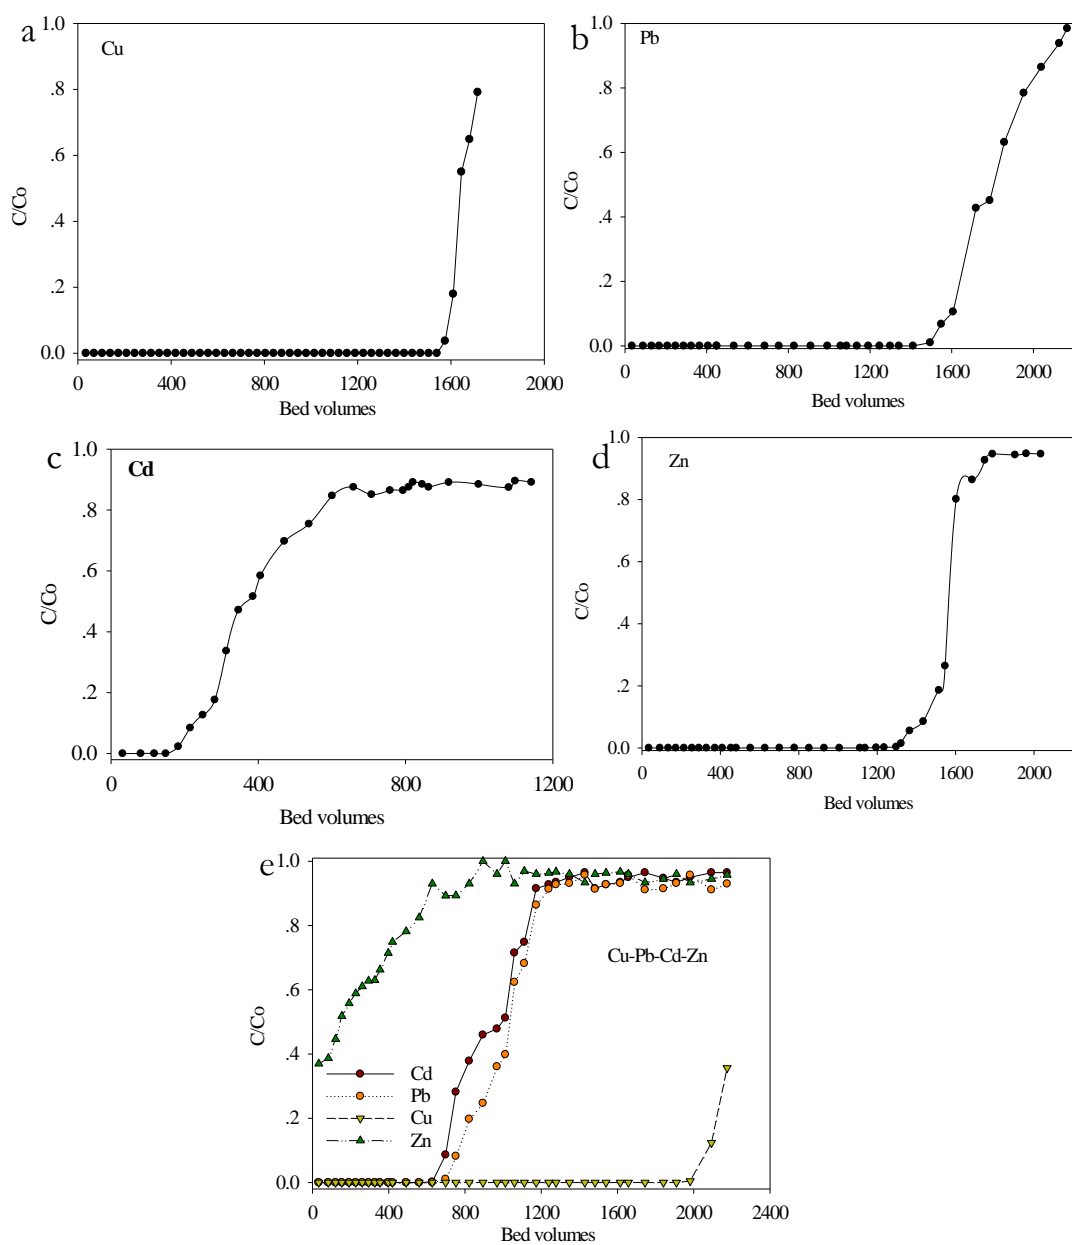 a
Cu
1.0
.8
.6
.4
.2
0.0
C/Co
0 400 800 1200 1600 2000
Bed volumes
b
Pb
1.0
.8
.6
.4
.2
0.0
C/Co
0 400 800 1200 1600 2000
Bed volumes
c
Cd
1.0
.8
.6
.4
.2
0.0
C/Co
0 400 800 1200
Bed volumes
d
Zn
1.0
.8
.6
.4
.2
0.0
C/Co
0 400 800 1200 1600 2000
Bed volumes
e
1.0
.8
.6
.4
.2
0.0
C/Co
Cu-Pb-Cd-Zn
Cd
Pb
Cu
Zn
0 400 800 1200 1600 2000 2400
Bed volumes